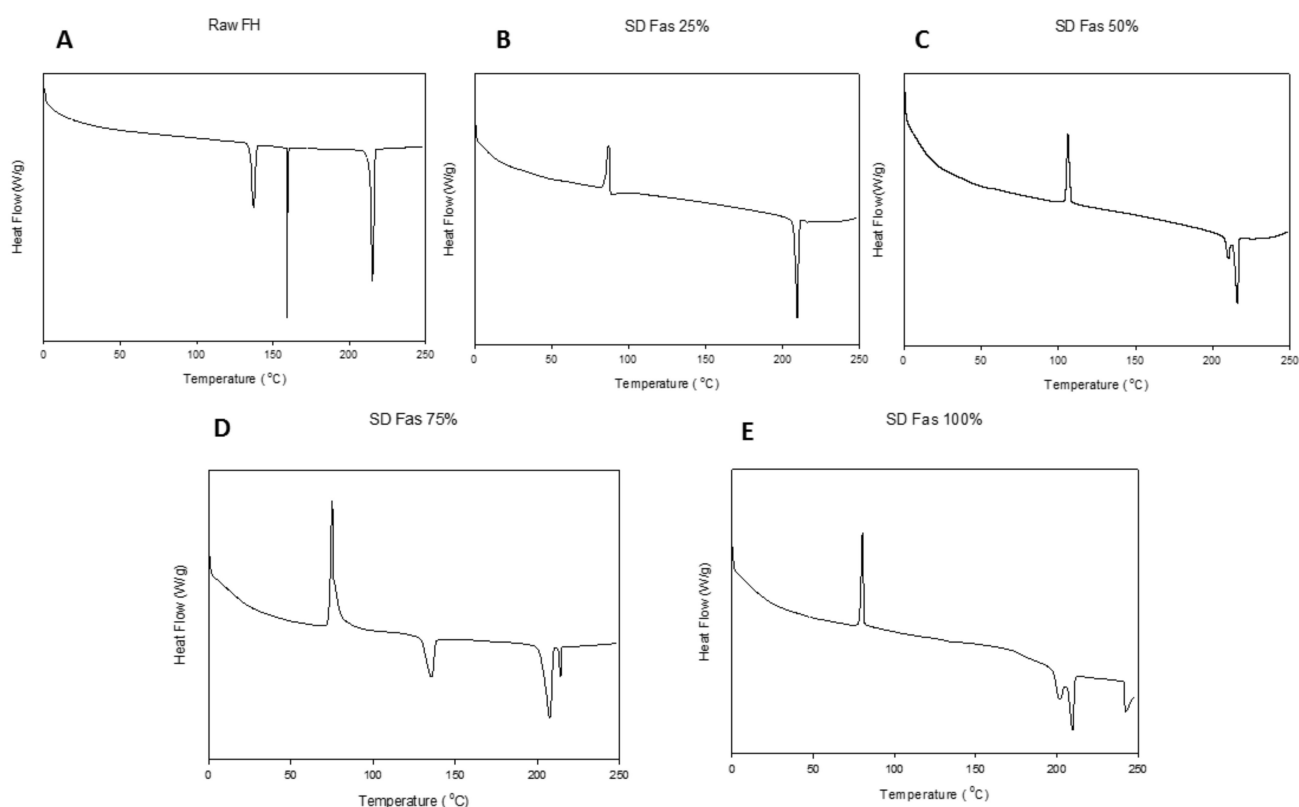 A
Raw FH
Heat Flow(W/g)
0 50 100 150 200 250
Temperature ( °C)
B
SD Fas 25%
Heat Flow (W/g)
0 50 100 150 200 250
Temperature ( °C)
C
SD Fas 50%
Heat Flow(W/g)
0 50 100 150 200 250
Temperature ( °C)
D
SD Fas 75%
Heat Flow (W/g)
0 50 100 150 200 250
Temperature ( °C)
E
SD Fas 100%
Heat Flow (W/g)
0 50 100 150 200 250
Temperature ( °C)